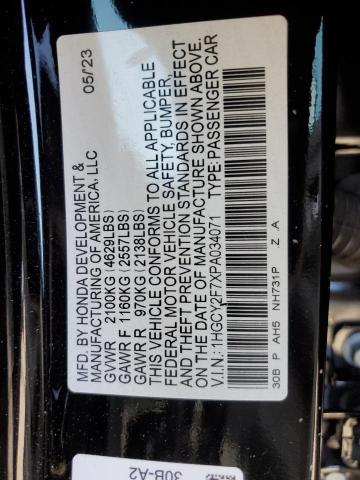 MFD. BY HONDA DEVELOPMENT & 05/23
MANUFACTURING OF AMERICA, LLC
GVWR 2100KG (4629LBS)
GAWR F 1160KG (2557LBS)
GAWR R 970KG (2138LBS)
THIS VEHICLE CONFORMS TO ALL APPLICABLE
FEDERAL MOTOR VEHICLE SAFETY, BUMPER,
AND THEFT PREVENTION STANDARDS IN EFFECT
ON THE DATE OF MANUFACTURE SHOWN ABOVE.
V.I.N.: 1HGCY2F7XPA034071 TYPE: PASSENGER CAR
30B P AH5 NH731P . Z . A
30B-A2